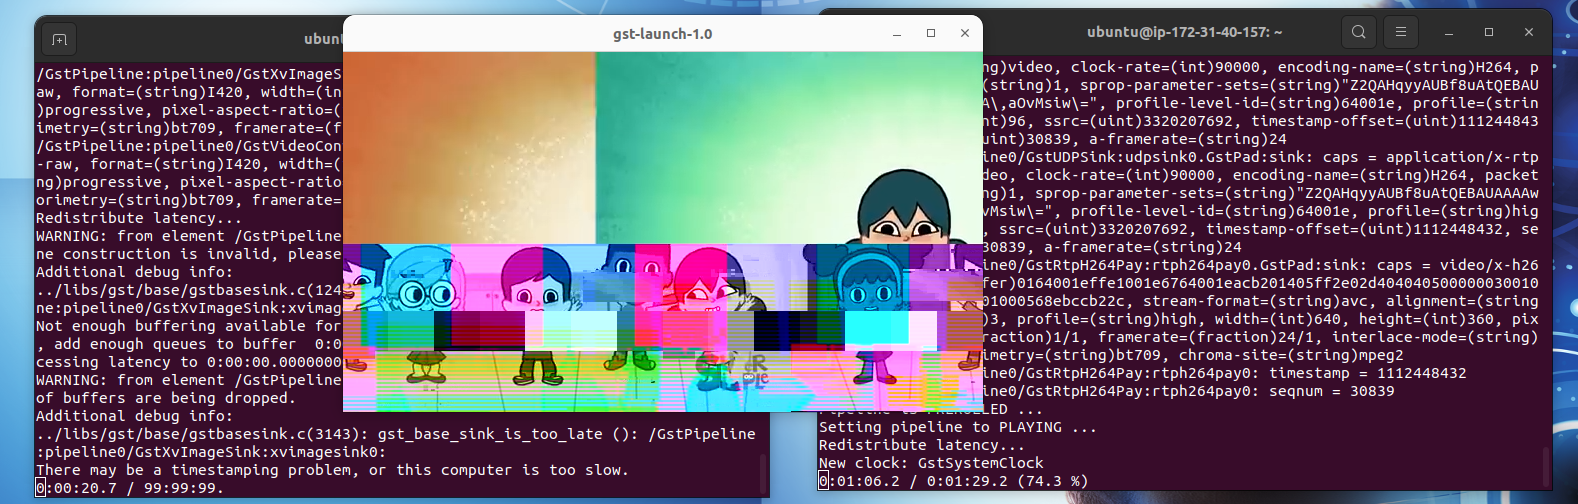 ubun
/GstPipeline:pipeline0/GstXvImageS
aw, format=(string)I420, width=(in
)progressive, pixel-aspect-ratio=(
imetry=(string)bt709, framerate=(f
/GstPipeline:pipeline0/GstVideoCon
-raw, format=(string)I420, width=(
ng)progressive, pixel-aspect-ratio
orimetry=(string)bt709, framerate=
Redistribute latency...
WARNING: from element /GstPipeline
ne construction is invalid, please
Additional debug info:
../libs/gst/base/gstbasesink.c(124
ne:pipeline0/GstXvImageSink:xvimag
Not enough buffering available for
, add enough queues to buffer  0:0
cessing latency to 0:00:00.0000000
WARNING: from element /GstPipeline
of buffers are being dropped.
Additional debug info:
../libs/gst/base/gstbasesink.c(3143): gst_base_sink_is_too_late (): /GstPipeline
:pipeline0/GstXvImageSink:xvimagesink0:
There may be a timestamping problem, or this computer is too slow.
0:00:20.7 / 99:99:99.
gst-launch-1.0
ubuntu@ip-172-31-40-157: ~
ng)video, clock-rate=(int)90000, encoding-name=(string)H264, p
(string)1, sprop-parameter-sets=(string)"Z2QAHqyyAUBf8uAtQEBAU
A\,aOvMsiw\=", profile-level-id=(string)64001e, profile=(strin
nt)96, ssrc=(uint)3320207692, timestamp-offset=(uint)111244843
uint)30839, a-framerate=(string)24
ine0/GstUDPSink:udpsink0.GstPad:sink: caps = application/x-rtp
deo, clock-rate=(int)90000, encoding-name=(string)H264, packet
ng)1, sprop-parameter-sets=(string)"Z2QAHqyyAUBf8uAtQEBAUAAAAw
vMsiw\=", profile-level-id=(string)64001e, profile=(string)hig
, ssrc=(uint)3320207692, timestamp-offset=(uint)1112448432, se
30839, a-framerate=(string)24
ine0/GstRtpH264Pay:rtph264pay0.GstPad:sink: caps = video/x-h26
ffer)0164001effe1001e6764001eacb201405ff2e02d404040500000030010
01000568ebccb22c, stream-format=(string)avc, alignment=(string
)3, profile=(string)high, width=(int)640, height=(int)360, pix
raction)1/1, framerate=(fraction)24/1, interlace-mode=(string)
imetry=(string)bt709, chroma-site=(string)mpeg2
ine0/GstRtpH264Pay:rtph264pay0: timestamp = 1112448432
ine0/GstRtpH264Pay:rtph264pay0: seqnum = 30839
Pipeline is PREROLLED ...
Setting pipeline to PLAYING ...
Redistribute latency...
New clock: GstSystemClock
0:01:06.2 / 0:01:29.2 (74.3 %)